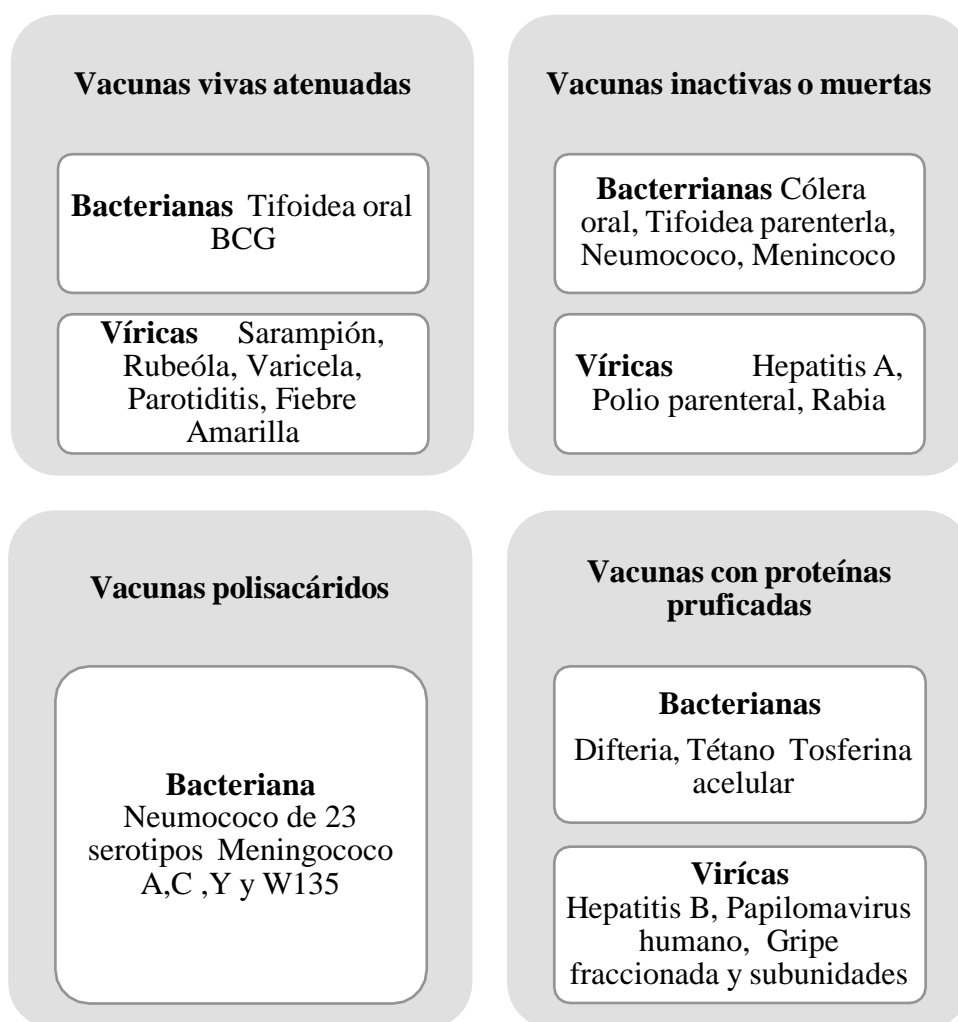 Vacunas vivas atenuadas
Bacterianas Tifoidea oral
BCG
Víricas Sarampión,
Rubeóla, Varicela,
Parotiditis, Fiebre
Amarilla
Vacunas inactivas o muertas
Bacterrianas Cólera
oral, Tifoidea parenterla,
Neumococo, Menincoco
Víricas Hepatitis A,
Polio parenteral, Rabia
Vacunas polisacáridos
Bacteriana
Neumococo de 23
serotipos Meningococo
A,C ,Y y W135
Vacunas con proteínas
pruficadas
Bacterianas
Difteria, Tétano Tosferina
acelular
Virícas
Hepatitis B, Papilomavirus
humano, Gripe
fraccionada y subunidades